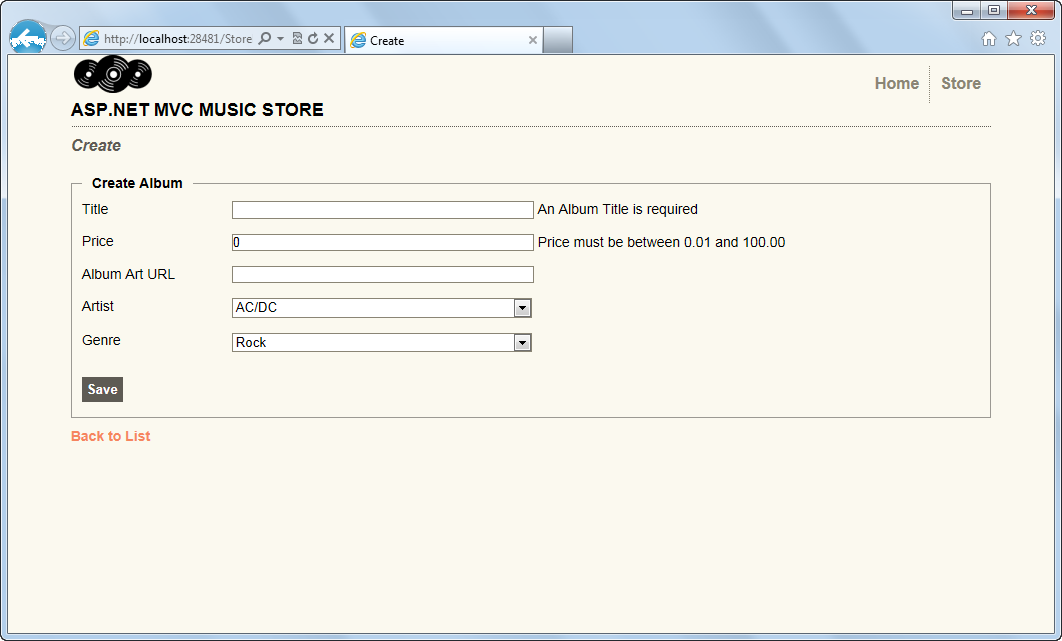 http://localhost:28481/Store
Create
Home
Store
ASP.NET MVC MUSIC STORE
Create
Create Album
Title
An Album Title is required
Price
0
Price must be between 0.01 and 100.00
Album Art URL
Artist
AC/DC
Genre
Rock
Save
Back to List